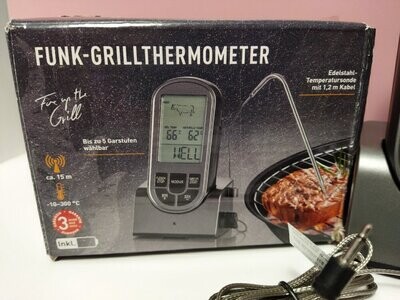 FUNK-GRILLTHERMOMETER
Fire up the
Grill
Edelstahl-
Temperatursonde
mit 1,2 m Kabel
66° 62°
WELL
Bis zu 5 Garstufen
wählbar
ca. 15 m
-10-300 °C
3
Inkl.